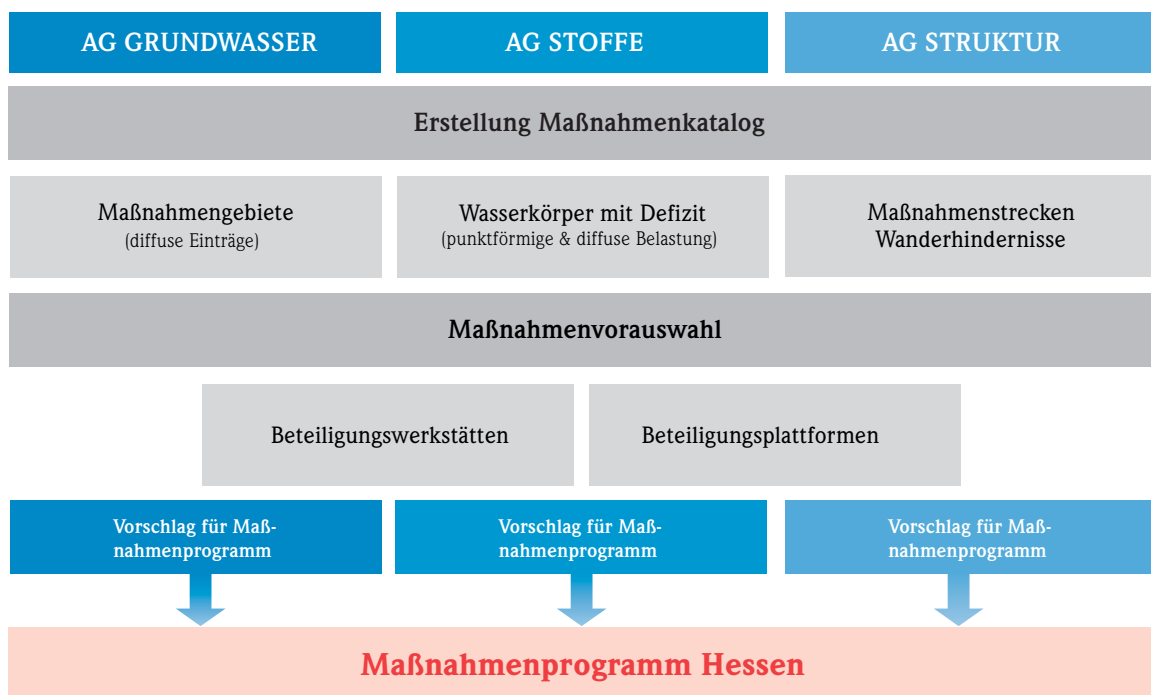 AG GRUNDWASSER
AG STOFFE
AG STRUKTUR
Erstellung Maßnahmenkatalog
Maßnahmengebiete
(diffuse Einträge)
Wasserkörper mit Defizit
(punktförmige & diffuse Belastung)
Maßnahmenstrecken
Wanderhindernisse
Maßnahmenvorauswahl
Beteiligungswerkstätten
Beteiligungsplattformen
Vorschlag für Maß-
nahmenprogramm
Vorschlag für Maß-
nahmenprogramm
Vorschlag für Maß-
nahmenprogramm
Maßnahmenprogramm Hessen